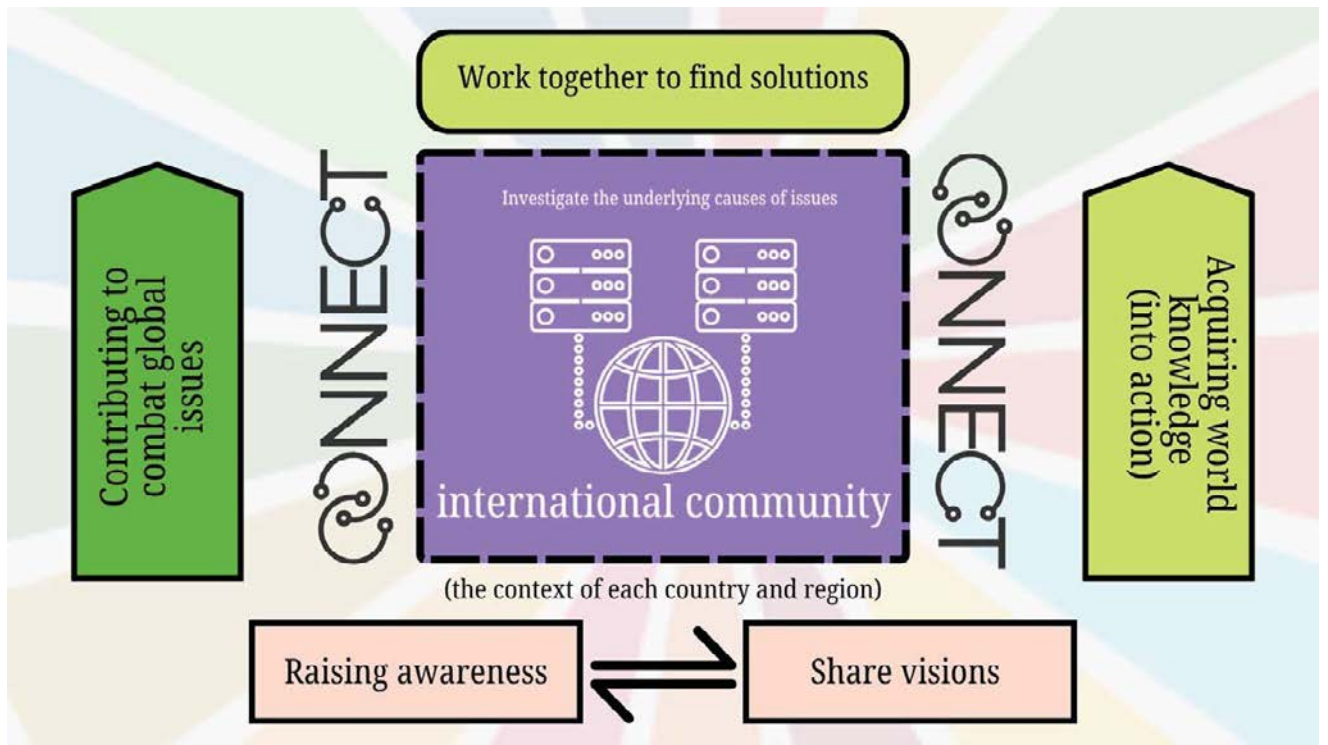 Work together to find solutions
Contributing to
combat global
issues
CONNECT
Investigate the underlying causes of issues
international community
CONNECT
Acquiring world
knowledge
(into action)
(the context of each country and region)
Raising awareness
Share visions